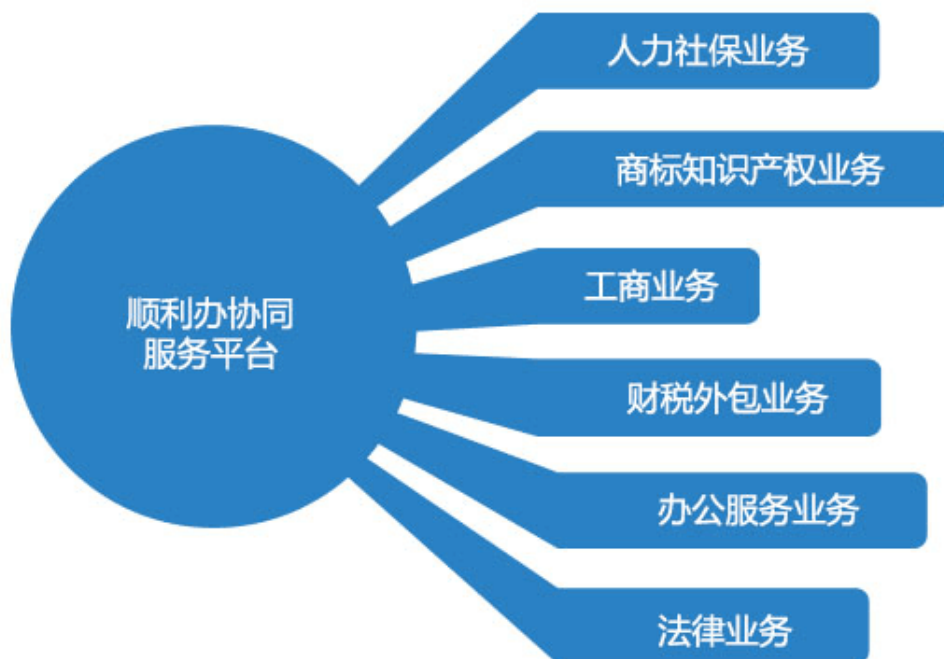 人力社保业务
商标知识产权业务
工商业务
顺利办协同
服务平台
财税外包业务
办公服务业务
法律业务